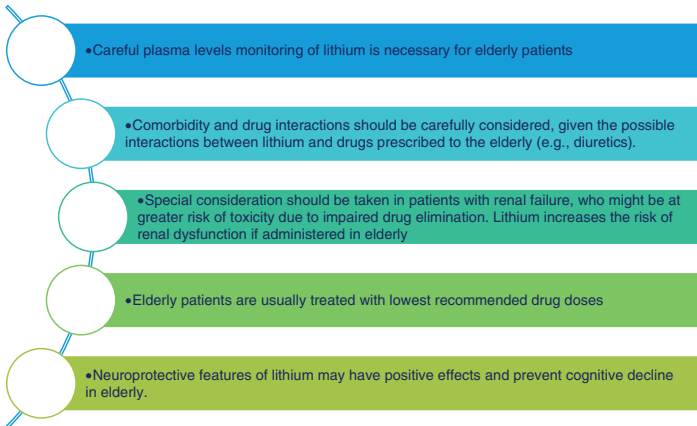 •Careful plasma levels monitoring of lithium is necessary for elderly patients
•Comorbidity and drug interactions should be carefully considered, given the possible
interactions between lithium and drugs prescribed to the elderly (e.g., diuretics).
•Special consideration should be taken in patients with renal failure, who might be at
greater risk of toxicity due to impaired drug elimination. Lithium increases the risk of
renal dysfunction if administered in elderly
•Elderly patients are usually treated with lowest recommended drug doses
•Neuroprotective features of lithium may have positive effects and prevent cognitive decline
in elderly.